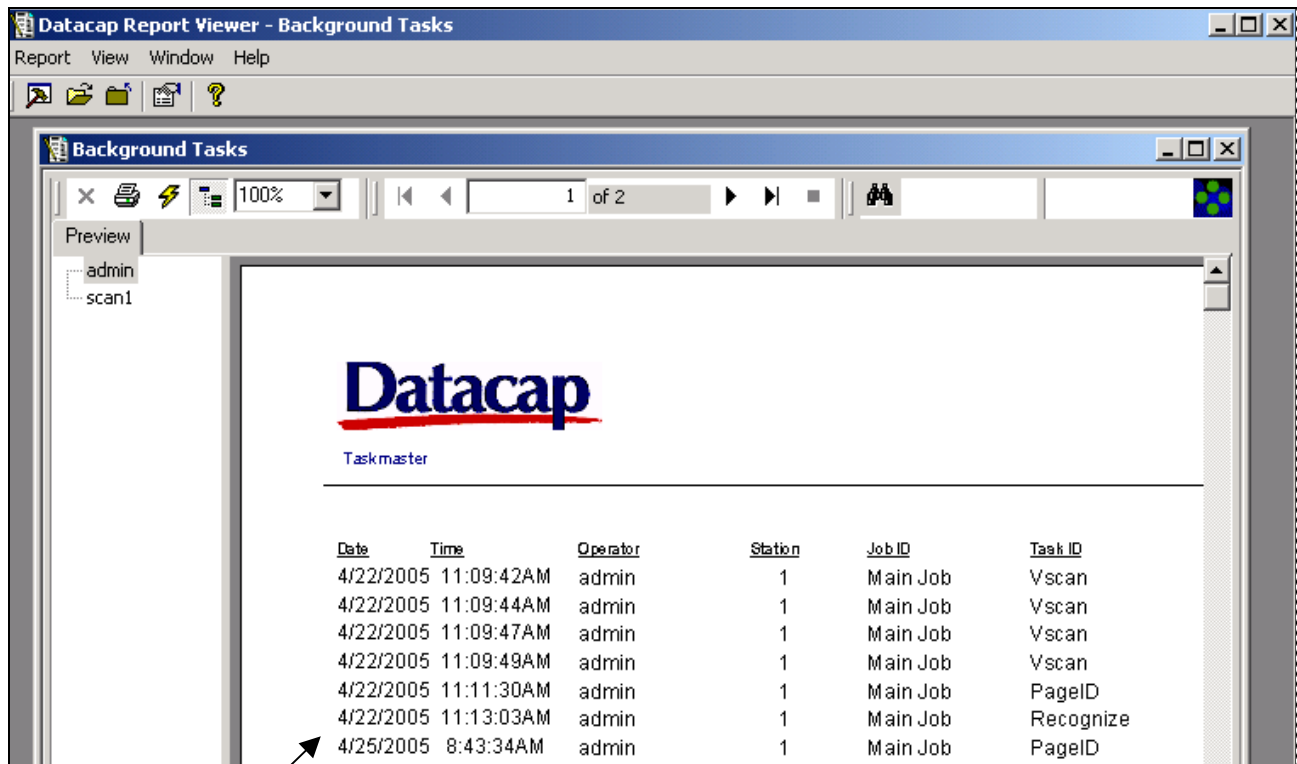 Datacap Report Viewer - Background Tasks
Report View Window Help
Background Tasks
100% 1 of 2
Preview
admin
scan1
Datacap
Taskmaster
Date Time Operator Station Job ID Task ID
4/22/2005 11:09:42AM admin 1 Main Job Vscan
4/22/2005 11:09:44AM admin 1 Main Job Vscan
4/22/2005 11:09:47AM admin 1 Main Job Vscan
4/22/2005 11:09:49AM admin 1 Main Job Vscan
4/22/2005 11:11:30AM admin 1 Main Job PageID
4/22/2005 11:13:03AM admin 1 Main Job Recognize
4/25/2005 8:43:34AM admin 1 Main Job PageID